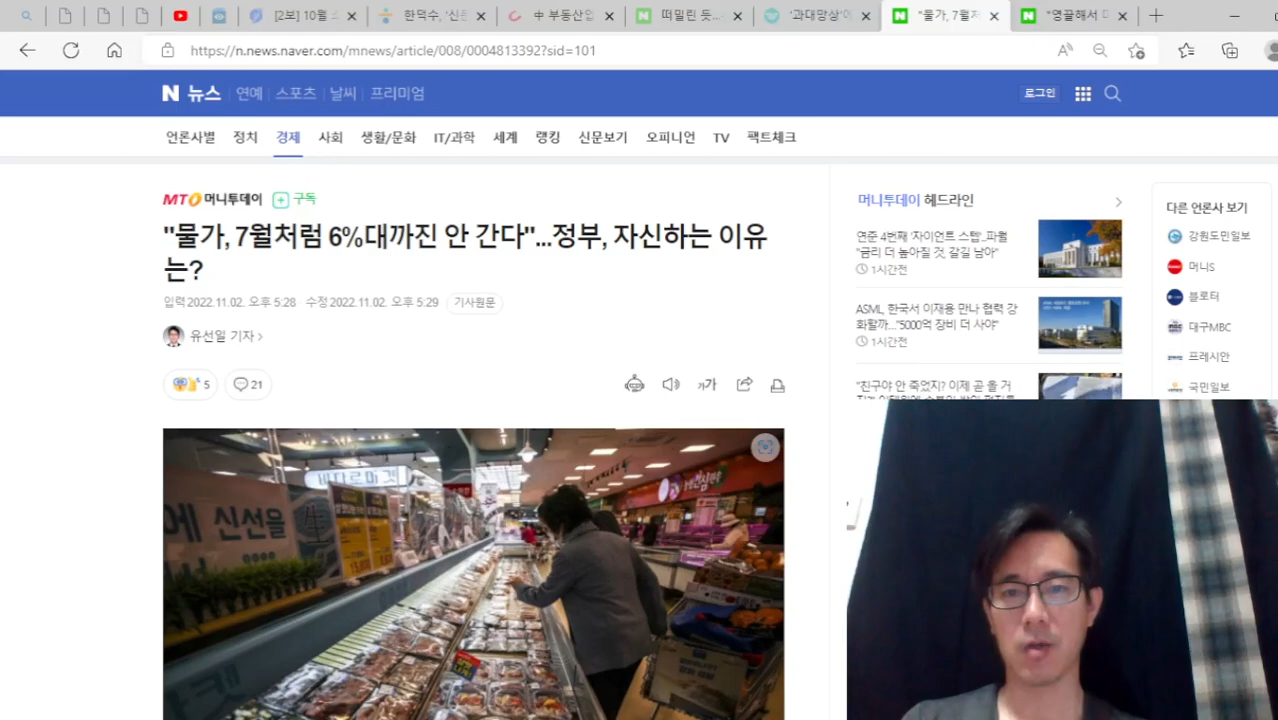 [2보] 10월 소
한덕수, '신문
中 부동산업
떠밀린 듯…
'과대망상'에
"물가, 7월처
"영끌해서
https://n.news.naver.com/mnews/article/008/0004813392?sid=101
N 뉴스 연예 스포츠 날씨 프리미엄
로그인
언론사별 정치 경제 사회 생활/문화 IT/과학 세계 랭킹 신문보기 오피니언 TV 팩트체크
MTO 머니투데이 구독
"물가, 7월처럼 6%대까진 안 간다"…정부, 자신하는 이유
는?
입력 2022.11.02. 오후 5:28 수정 2022.11.02. 오후 5:29 기사원문
유선일 기자
5
21
가가
머니투데이 헤드라인
연준 4번째 '자이언트 스텝'…파월
"금리 더 높아질 것, 갈길 남아"
1시간전
ASML, 한국서 이재용 만나 협력 강
화할까…"5000억 장비 더 사야"
1시간전
"친구야 안 죽었지? 이제 곧 올 거
다른 언론사 보기
강원도민일보
머니S
블로터
대구MBC
프레시안
국민일보
바다로마켓
에 신선을